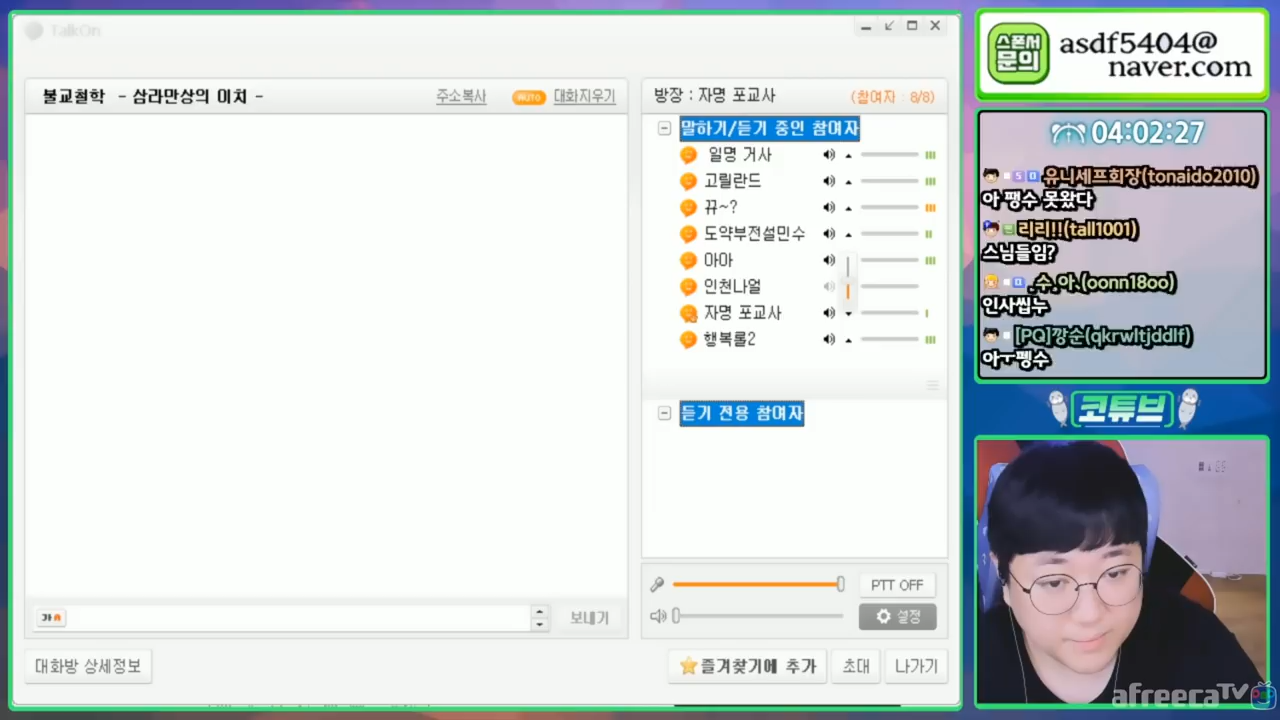 TalkOn
불교철학 - 삼라만상의 이치 -
주소복사
AUTO
대화지우기
방장 : 자명 포교사
(참여자 : 8/8)
말하기/듣기 중인 참여자
일명 거사
고릴란드
뀨~?
도약부전설민수
아아
인천나얼
자명 포교사
행복롤2
듣기 전용 참여자
가
보내기
PTT OFF
설정
대화방 상세정보
즐겨찾기에 추가
초대
나가기
스폰서
문의
asdf5404@
naver.com
04:02:27
유니세프회장(tonaido2010)
아 팽수 못왔다
리리!!(tall1001)
스님들임?
.수.아.(oonn18oo)
인사씹누
[PQ]깡순(qkrwltjddlf)
아ㅜ펭수
코튜브
afreecaTV